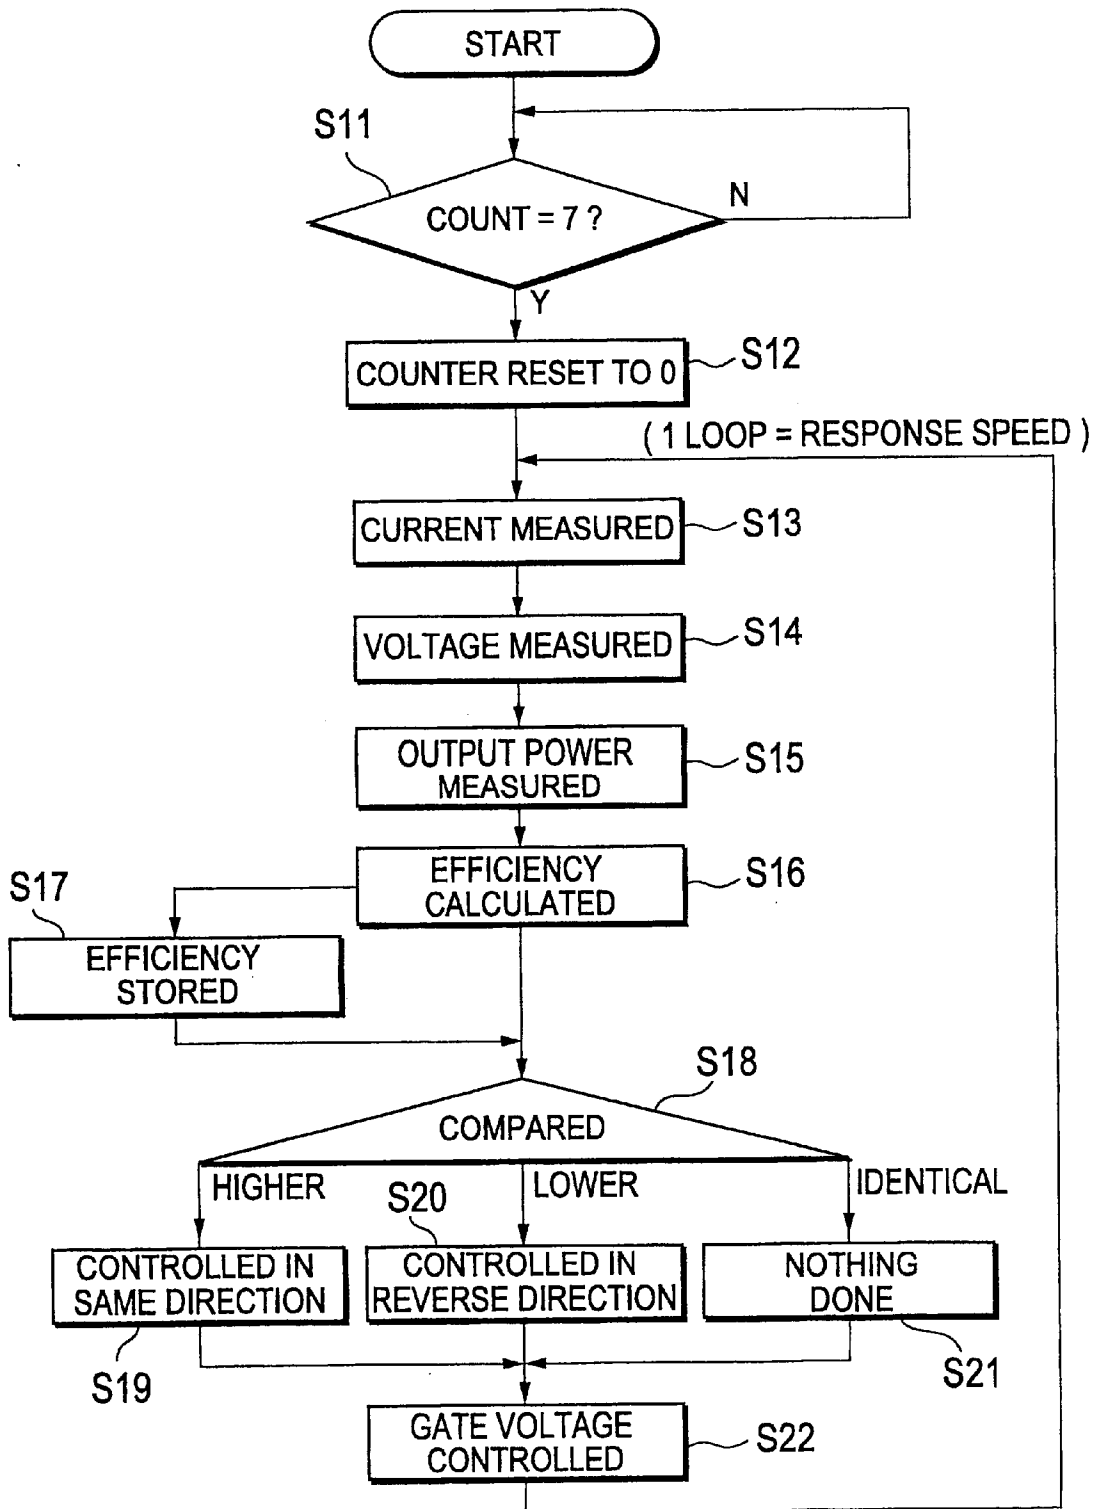 START
S11
COUNT = 7 ?
N
Y
COUNTER RESET TO 0
S12
( 1 LOOP = RESPONSE SPEED )
CURRENT MEASURED
S13
VOLTAGE MEASURED
S14
OUTPUT POWER
MEASURED
S15
EFFICIENCY
CALCULATED
S16
S17
EFFICIENCY
STORED
S18
COMPARED
HIGHER
LOWER
IDENTICAL
S20
CONTROLLED IN
SAME DIRECTION
CONTROLLED IN
REVERSE DIRECTION
NOTHING
DONE
S19
S21
GATE VOLTAGE
CONTROLLED
S22